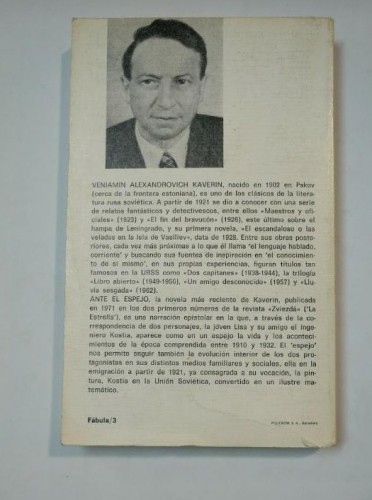 VENIAMIN ALEXANDROVICH KAVERIN, nacido en 1902 en Pskov
(cerca de la frontera estoniana), es uno de los clásicos de la litera-
tura rusa soviética. A partir de 1921 se dio a conocer con una serie
de relatos fantásticos y detectivescos, entre ellos «Maestros y ofi-
ciales» (1923) y «El fin del bravucón» (1926), este último sobre el
hampa de Leningrado, y su primera novela, «El escandaloso o las
veladas en la isla de Vasíliev», data de 1928. Entre sus obras poste-
riores, cada vez más próximas a lo que él llama 'el lenguaje hablado,
corriente' y buscando sus fuentes de inspiración en 'el conocimien-
to de sí mismo', en sus propias experiencias, figuran títulos tan
famosos en la URSS como «Dos capitanes» (1938-1944), la trilogía
«Libro abierto» (1949-1956), «Un amigo desconocido» (1957) y «Llu-
via sesgada» (1962).
ANTE EL ESPEJO, la novela más reciente de Kaverin, publicada
en 1971 en los dos primeros números de la revista «Zviezdá» ('La
Estrella'), es una narración epistolar en la que, a través de la co-
rrespondencia de dos personajes, la joven Lisa y su amigo el inge-
niero Kostia, aparece como en un espejo la vida y los acontecimien-
tos de la época comprendida entre 1910 y 1932. El 'espejo'
nos permite seguir también la evolución interior de los dos pro-
tagonistas en sus distintos medios familiares y sociales, ella en la
emigración a partir de 1921, ya consagrada a su vocación, la pin-
tura, Kostia en la Unión Soviética, convertido en un ilustre ma-
temático.
Fábula/3